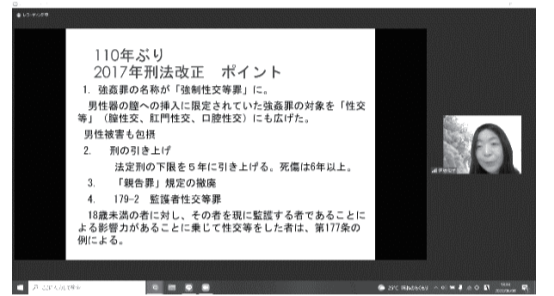 110年ぶり
2017年刑法改正　ポイント
1. 強姦罪の名称が「強制性交等罪」に。
男性器の膣への挿入に限定されていた強姦罪の対象を「性交
等」（膣性交、肛門性交、口腔性交）にも広げた。
男性被害も包摂
2.　刑の引き上げ
法定刑の下限を５年に引き上げる。死傷は6年以上。
3.　「親告罪」規定の撤廃
4.　179-2　監護者性交等罪
18歳未満の者に対し、その者を現に監護する者であることに
よる影響力があることに乗じて性交等をした者は、第177条の
例による。